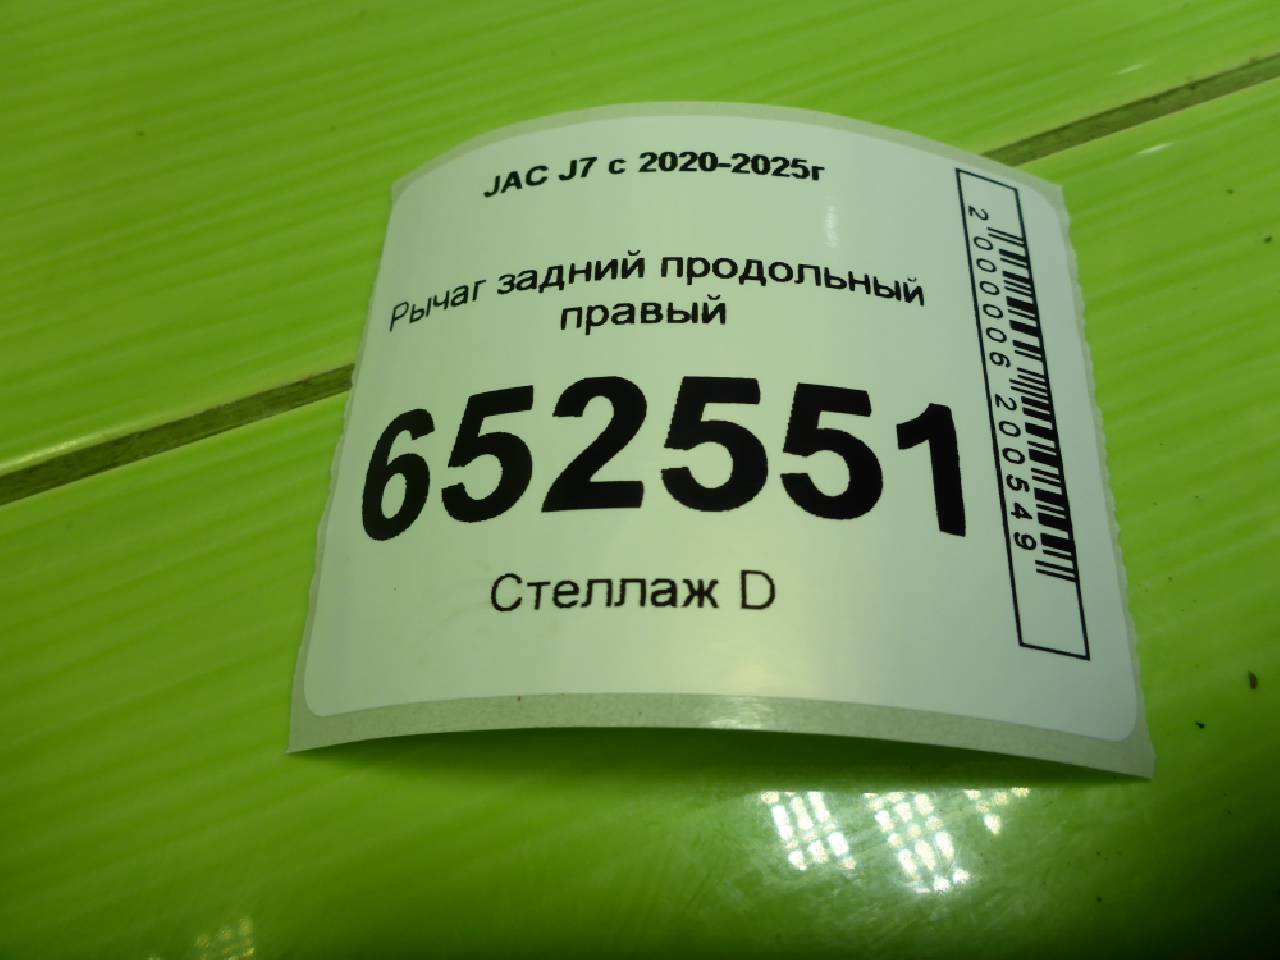 JAC J7 с 2020-2025г
Рычаг задний продольный
правый
652551
Стеллаж D
2000006200549